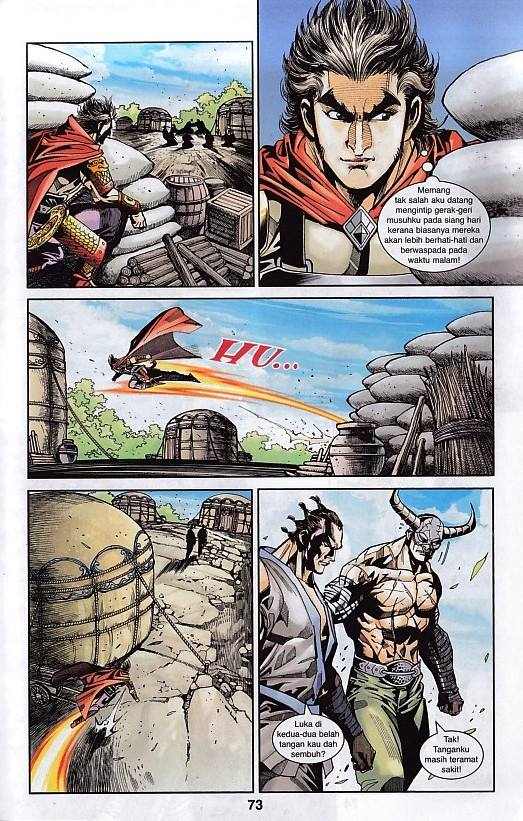 Memang
tak salah aku datang
mengintip gerak-geri
musuhku pada siang hari
kerana biasanya mereka
akan lebih berhati-hati dan
berwaspada pada
waktu malam!
HU...
Luka di
kedua-dua belah
tangan kau dah
sembuh?
Tak!
Tanganku
masih teramat
sakit!
73